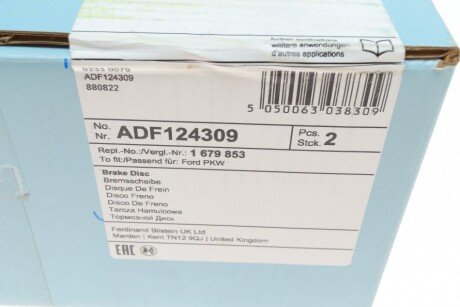 further applications
weitere anwendungen
d'autres applications
6233 0079
ADF124309
880822
5 050063 038309
No.
Nr. ADF124309
Pcs.
Stck. 2
Repl.-No./Vergl.-Nr.: 1 679 853
To fit:/Passend für: Ford PKW
Brake Disc
Bremsscheibe
Disque De Frein
Disco Freno
Disco De Freno
Tarcza Hamulcowa
Тормозной Диск
Ferdinand Bilstein UK Ltd
Marden | Kent TN12 9QJ | United Kingdom
EAC